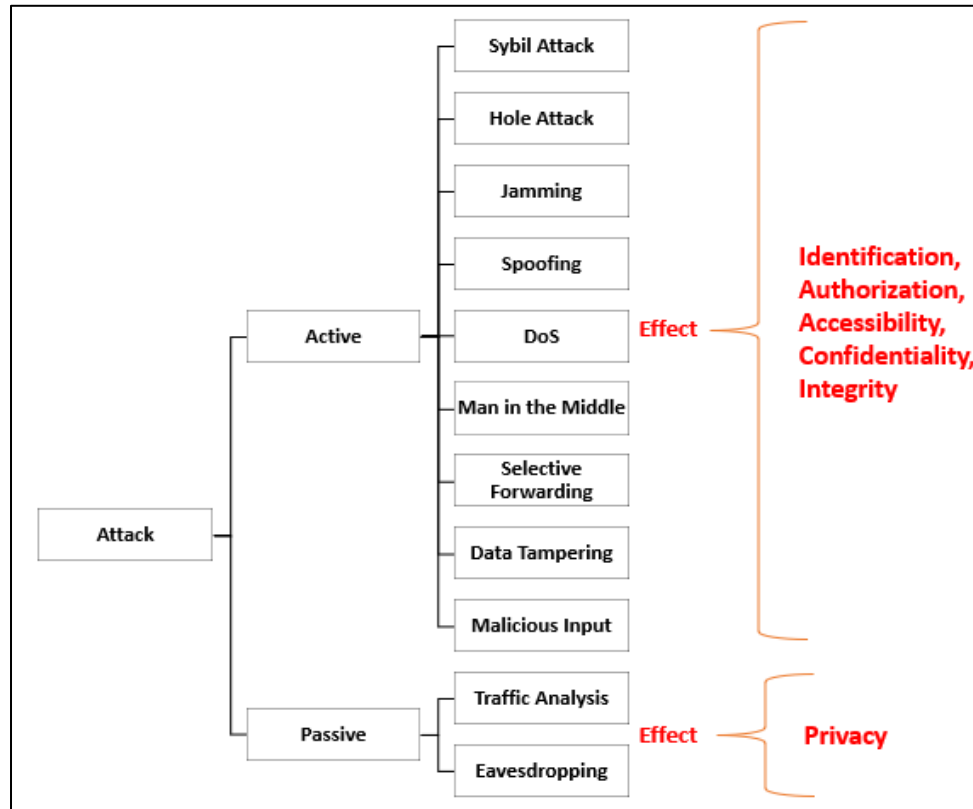 Sybil Attack
Hole Attack
Jamming
Spoofing
DoS
Man in the Middle
Selective
Forwarding
Data Tampering
Malicious Input
Traffic Analysis
Eavesdropping
Active
Passive
Attack
Effect
Identification,
Authorization,
Accessibility,
Confidentiality,
Integrity
Effect
Privacy